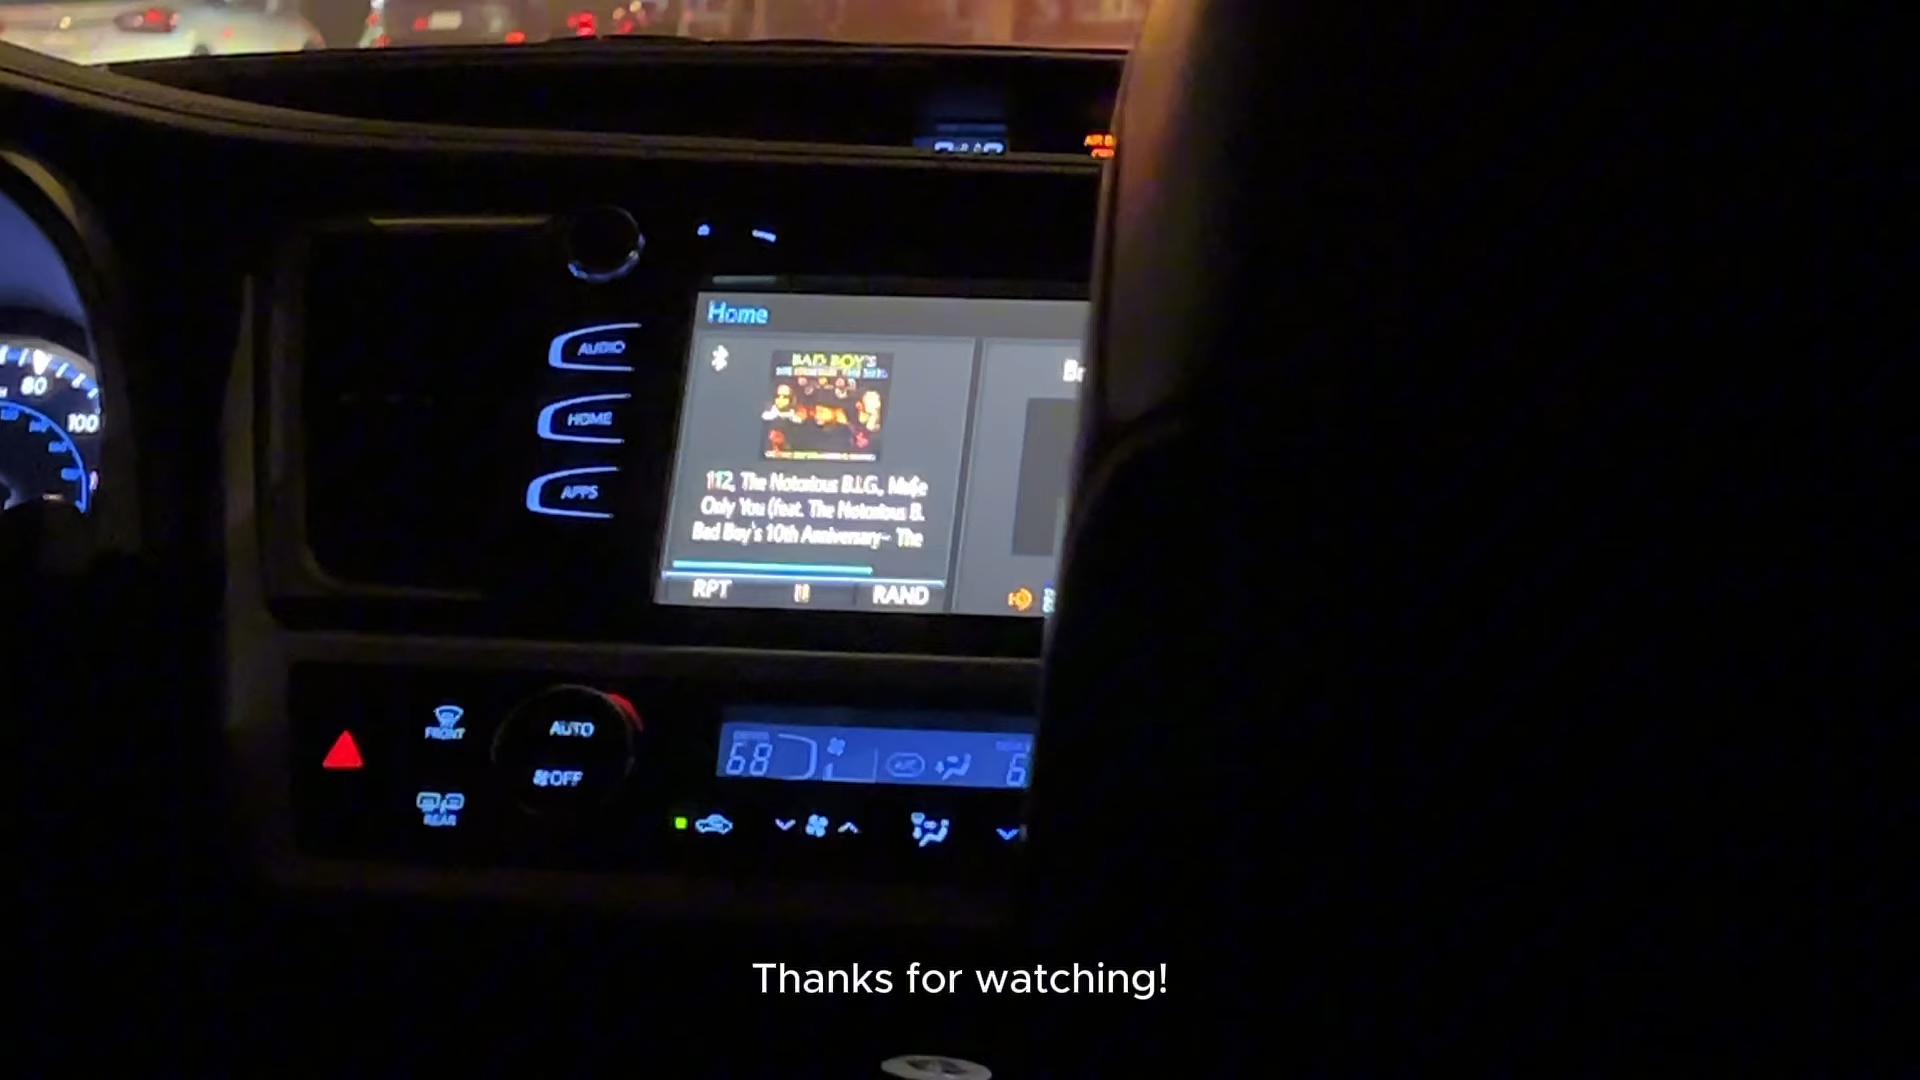 AUDIO
HOME
APPS
Home
BAD BOY'S
112, The Notorious B.I.G., Ma$e
Only You (feat. The Notorious B.
Bad Boy's 10th Anniversary- The
RPT
RAND
80
100
FRONT
AUTO
OFF
REAR
68
Thanks for watching!